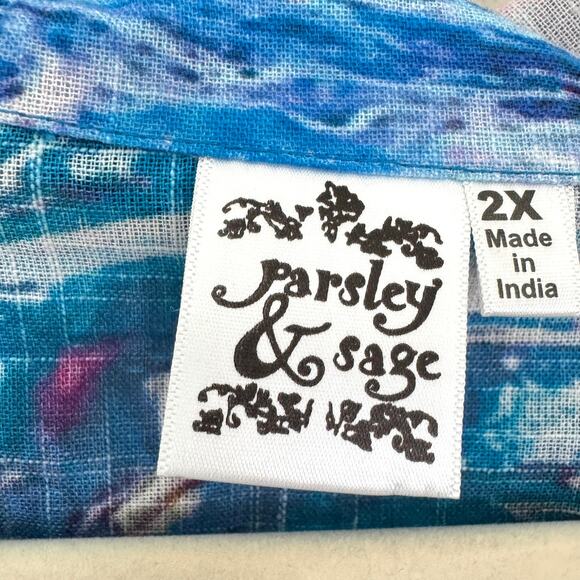 parsley
& sage
2X
Made
in
India